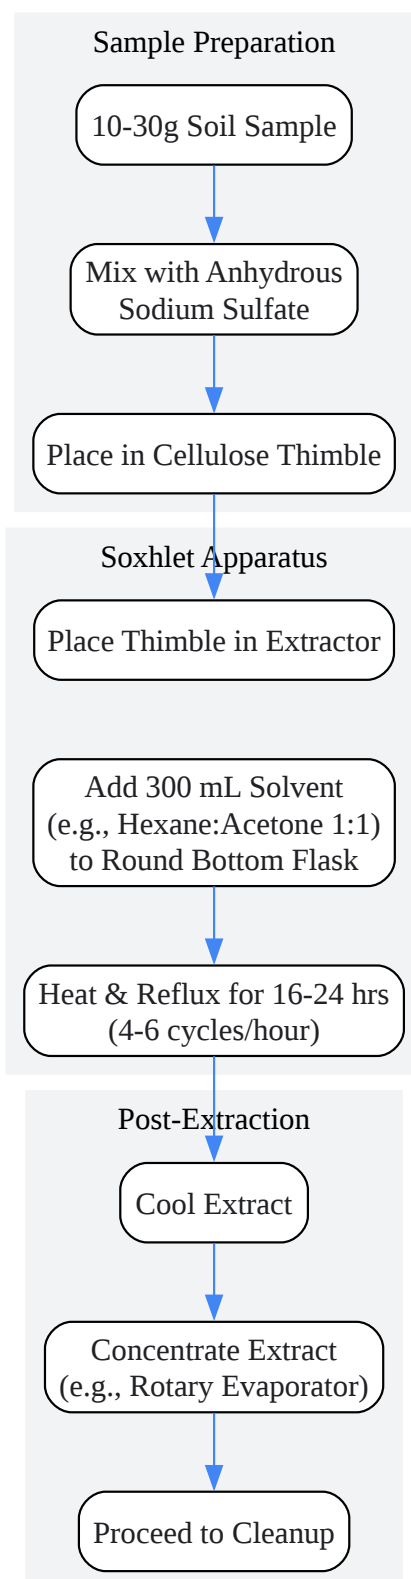 Sample Preparation
10-30g Soil Sample
Mix with Anhydrous
Sodium Sulfate
Place in Cellulose Thimble
Soxhlet Apparatus
Place Thimble in Extractor
Add 300 mL Solvent
(e.g., Hexane:Acetone 1:1)
to Round Bottom Flask
Heat & Reflux for 16-24 hrs
(4-6 cycles/hour)
Post-Extraction
Cool Extract
Concentrate Extract
(e.g., Rotary Evaporator)
Proceed to Cleanup